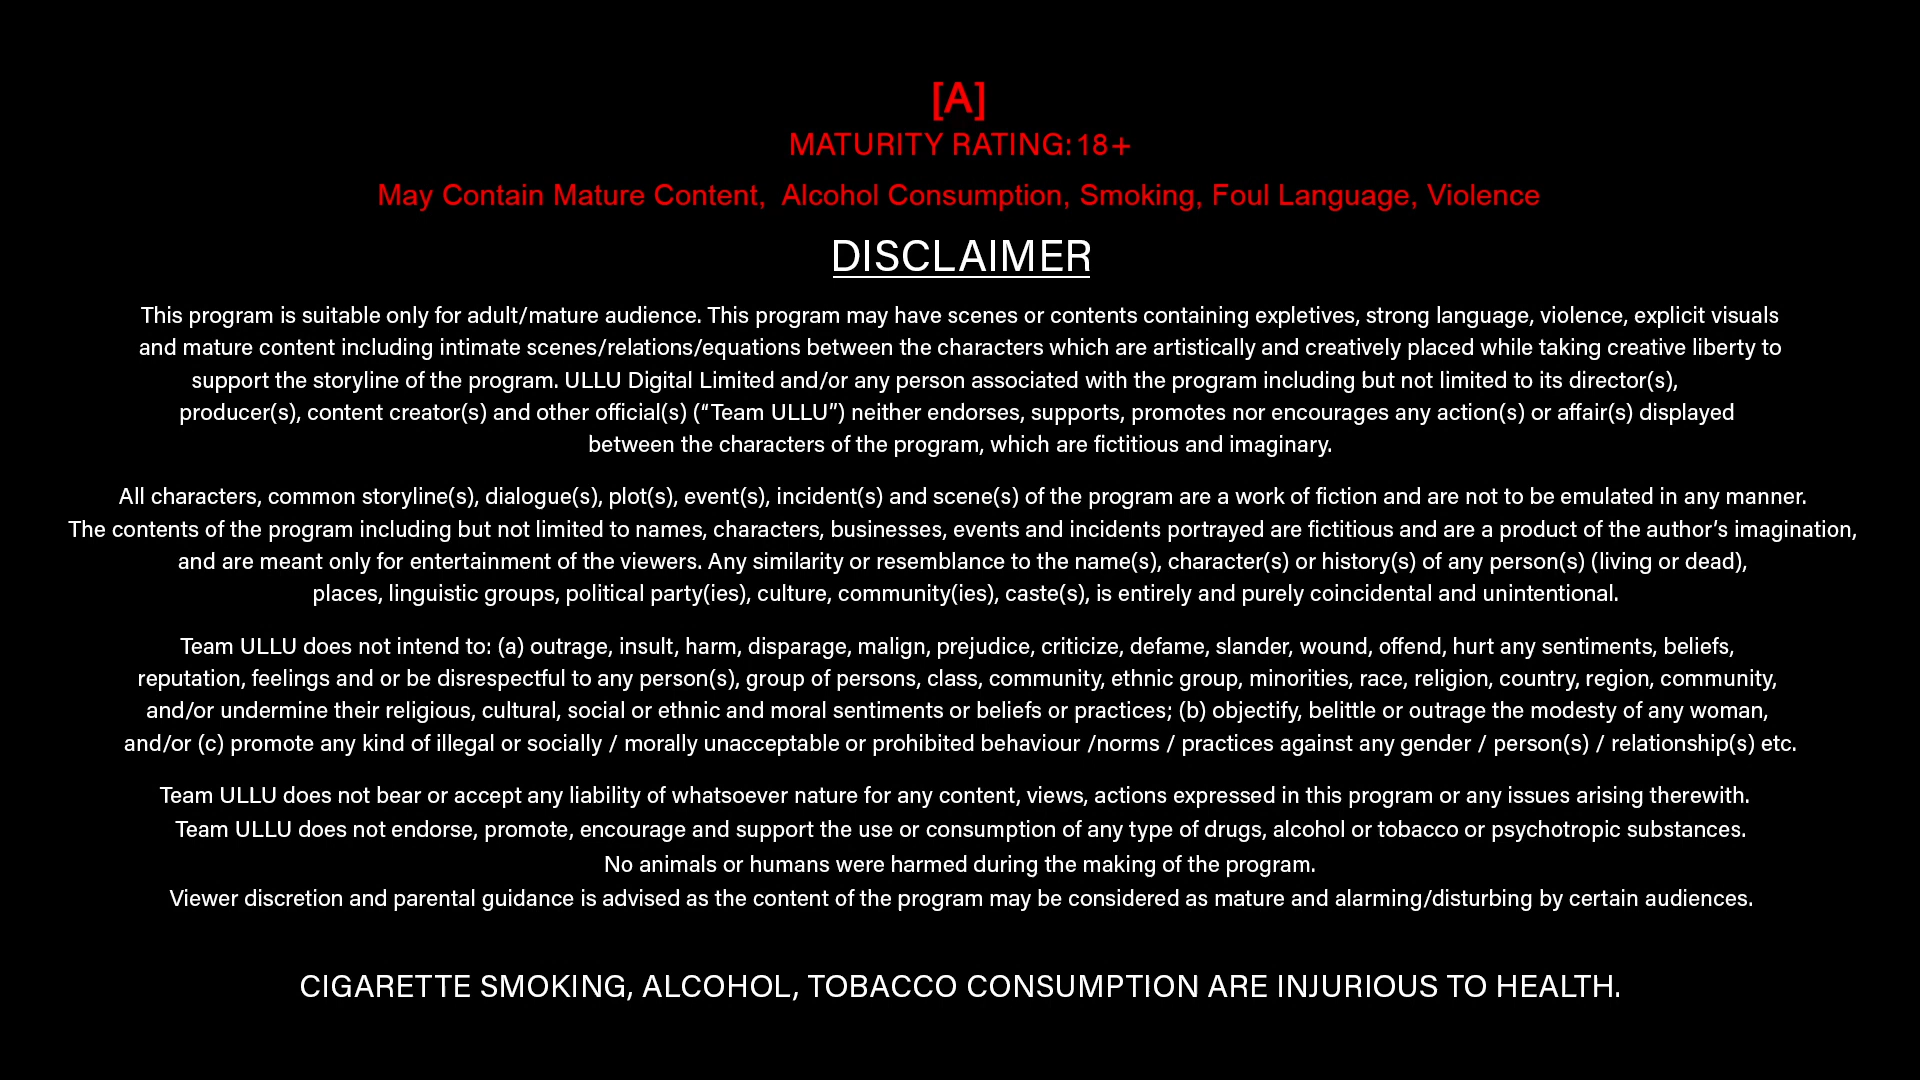 [A]
MATURITY RATING:18+
May Contain Mature Content, Alcohol Consumption, Smoking, Foul Language, Violence
DISCLAIMER
This program is suitable only for adult/mature audience. This program may have scenes or contents containing expletives, strong language, violence, explicit visuals
and mature content including intimate scenes/relations/equations between the characters which are artistically and creatively placed while taking creative liberty to
support the storyline of the program. ULLU Digital Limited and/or any person associated with the program including but not limited to its director(s),
producer(s), content creator(s) and other official(s) (“Team ULLU”) neither endorses, supports, promotes nor encourages any action(s) or affair(s) displayed
between the characters of the program, which are fictitious and imaginary.
All characters, common storyline(s), dialogue(s), plot(s), event(s), incident(s) and scene(s) of the program are a work of fiction and are not to be emulated in any manner.
The contents of the program including but not limited to names, characters, businesses, events and incidents portrayed are fictitious and are a product of the author’s imagination,
and are meant only for entertainment of the viewers. Any similarity or resemblance to the name(s), character(s) or history(s) of any person(s) (living or dead),
places, linguistic groups, political party(ies), culture, community(ies), caste(s), is entirely and purely coincidental and unintentional.
Team ULLU does not intend to: (a) outrage, insult, harm, disparage, malign, prejudice, criticize, defame, slander, wound, offend, hurt any sentiments, beliefs,
reputation, feelings and or be disrespectful to any person(s), group of persons, class, community, ethnic group, minorities, race, religion, country, region, community,
and/or undermine their religious, cultural, social or ethnic and moral sentiments or beliefs or practices; (b) objectify, belittle or outrage the modesty of any woman,
and/or (c) promote any kind of illegal or socially / morally unacceptable or prohibited behaviour /norms / practices against any gender / person(s) / relationship(s) etc.
Team ULLU does not bear or accept any liability of whatsoever nature for any content, views, actions expressed in this program or any issues arising therewith.
Team ULLU does not endorse, promote, encourage and support the use or consumption of any type of drugs, alcohol or tobacco or psychotropic substances.
No animals or humans were harmed during the making of the program.
Viewer discretion and parental guidance is advised as the content of the program may be considered as mature and alarming/disturbing by certain audiences.
CIGARETTE SMOKING, ALCOHOL, TOBACCO CONSUMPTION ARE INJURIOUS TO HEALTH.